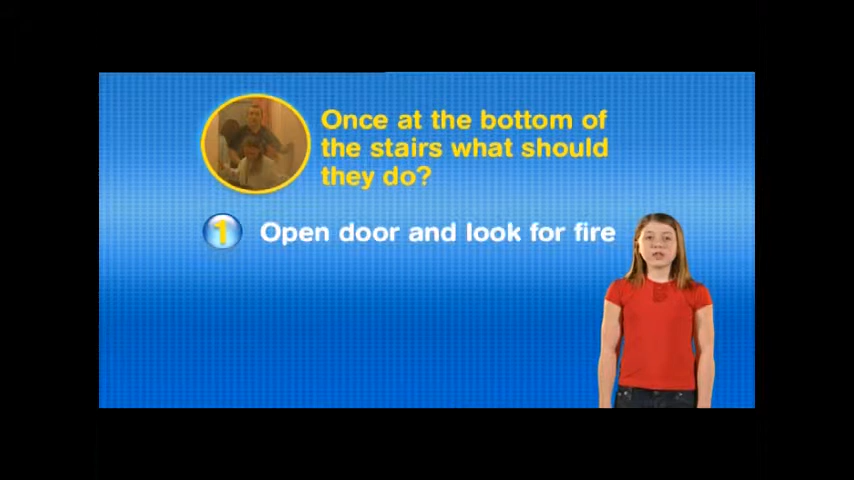 Once at the bottom of
the stairs what should
they do?
1 Open door and look for fire